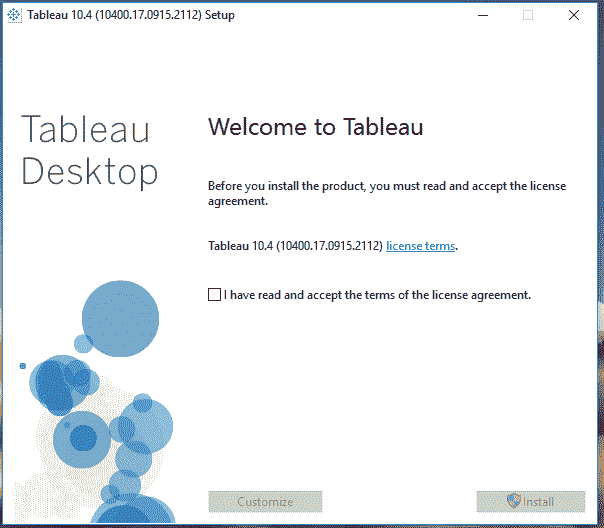 Tableau 10.4 (10400.17.0915.2112) Setup
Tableau
Desktop
Welcome to Tableau
Before you install the product, you must read and accept the license
agreement.
Tableau 10.4 (10400.17.0915.2112) license terms.
I have read and accept the terms of the license agreement.
Customize
Install